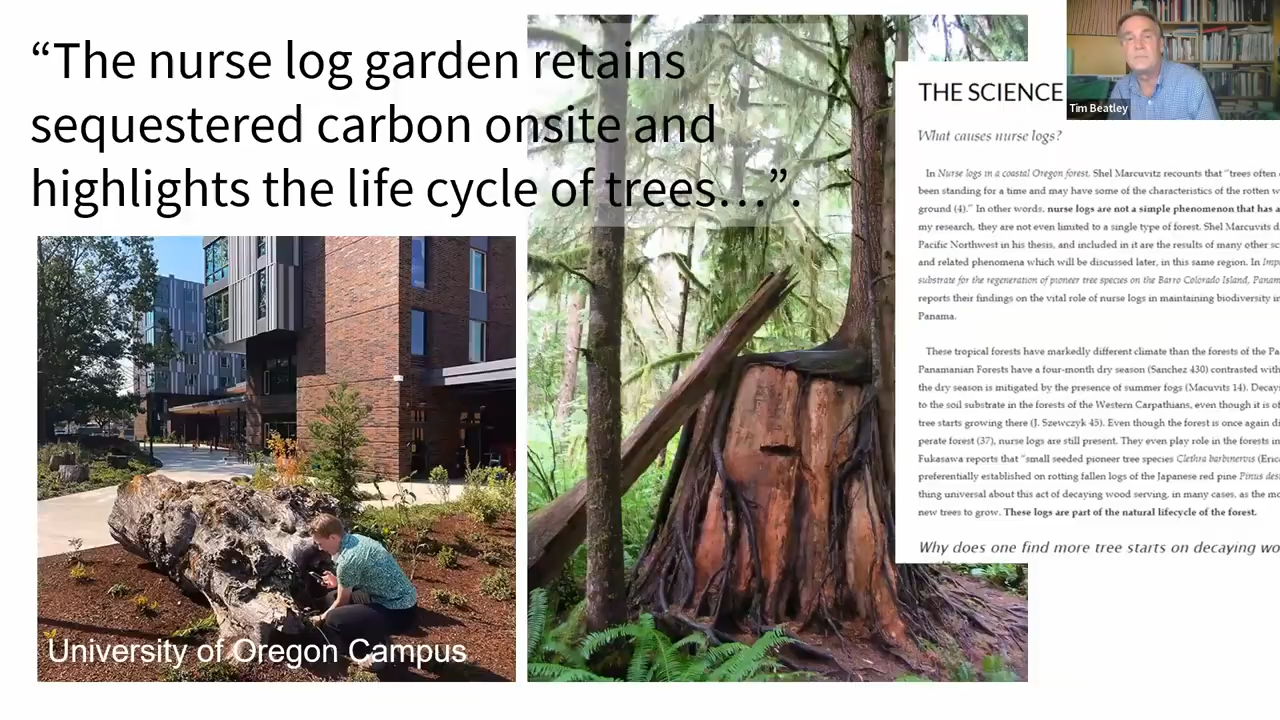 “The nurse log garden retains
sequestered carbon onsite and
highlights the life cycle of trees…”.
University of Oregon Campus
THE SCIENCE
Tim Beatley
What causes nurse logs?
In Nurse logs in a coastal Oregon forest, Shel Marcuvitz recounts that "trees often
been standing for a time and may have some of the characteristics of the rotten
ground (4)." In other words, nurse logs are not a simple phenomenon that has a
my research, they are not even limited to a single type of forest. Shel Marcuvits
Pacific Northwest in his thesis, and included in it are the results of many other
and related phenomena which will be discussed later, in this same region. In
substrate for the regeneration of pioneer tree species on the Barro Colorado Island,
reports their findings on the vital role of nurse logs in maintaining biodiversity
Panama.
These tropical forests have markedly different climate than the forests of the
Panamanian Forests have a four-month dry season (Sanchez 430) contrasted
the dry season is mitigated by the presence of summer fogs (Macuvits 14).
to the soil substrate in the forests of the Western Carpathians, even though it is
tree starts growing there (J. Szewczyk 45). Even though the forest is once again
perate forest (37), nurse logs are still present. They even play role in the forests
Fukasawa reports that "small seeded pioneer tree species Clethra barbinervus
preferentially established on rotting fallen logs of the Japanese red pine Pinus
thing universal about this act of decaying wood serving, in many cases, as the
new trees to grow. These logs are part of the natural lifecycle of the forest.
Why does one find more tree starts on decaying